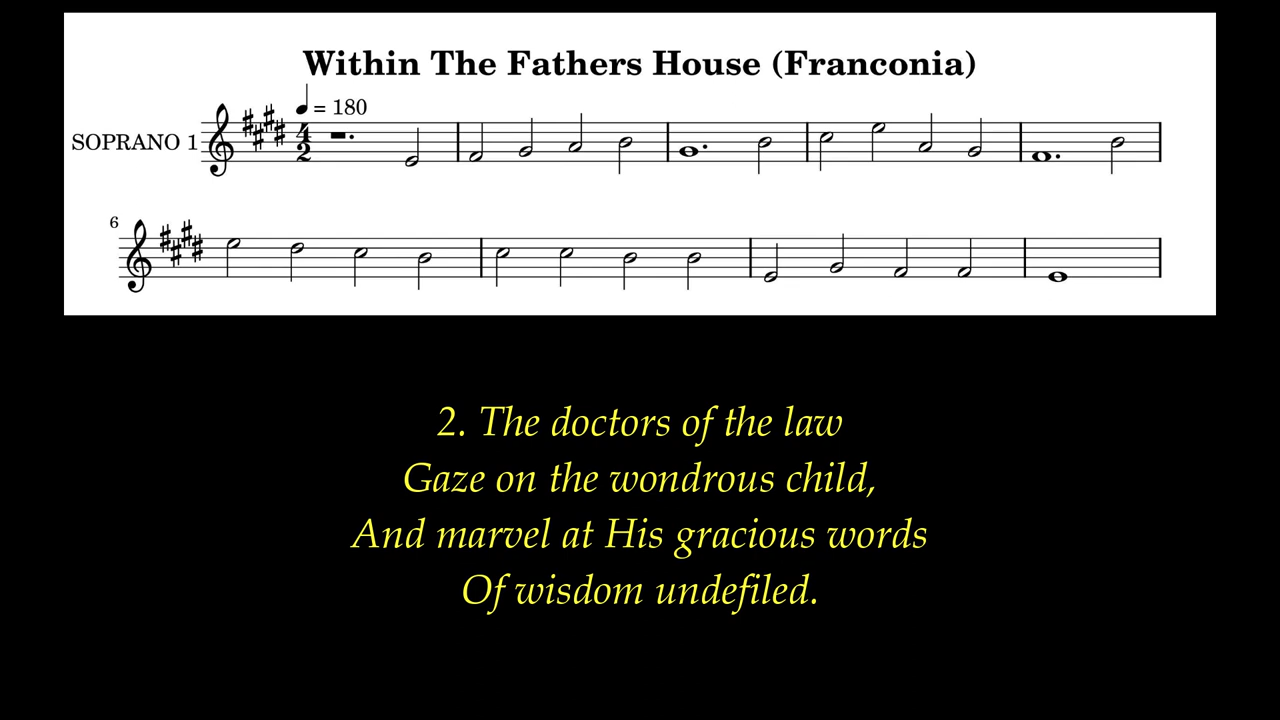 Within The Fathers House (Franconia)
= 180
SOPRANO 1
4
2
6
2. The doctors of the law
Gaze on the wondrous child,
And marvel at His gracious words
Of wisdom undefiled.